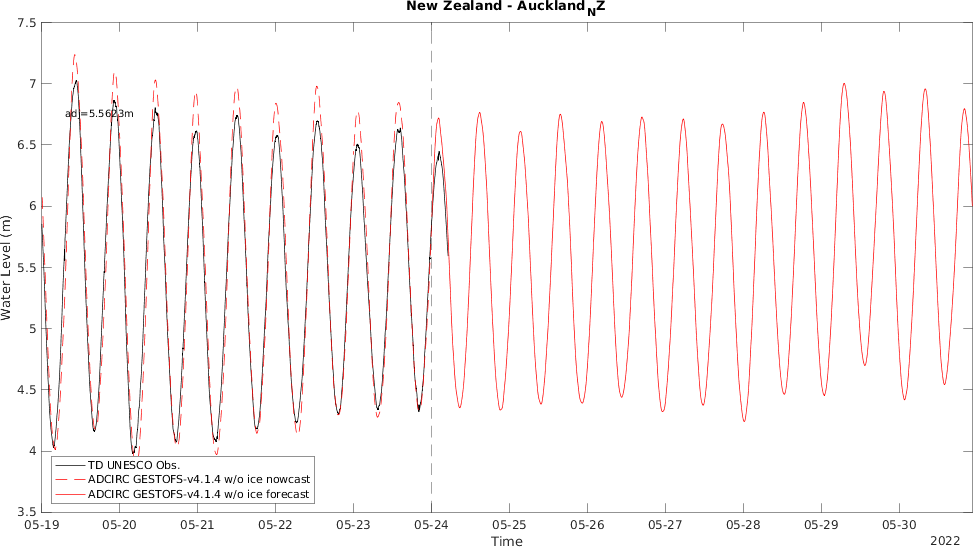 New Zealand - Auckland_NZ
7.5
7
6.5
6
5.5
5
4.5
4
3.5
Water Level (m)
adj=5.5623m
TD UNESCO Obs.
ADCIRC GESTOFS-v4.1.4 w/o ice nowcast
ADCIRC GESTOFS-v4.1.4 w/o ice forecast
05-19 05-20 05-21 05-22 05-23 05-24 05-25 05-26 05-27 05-28 05-29 05-30
Time
2022